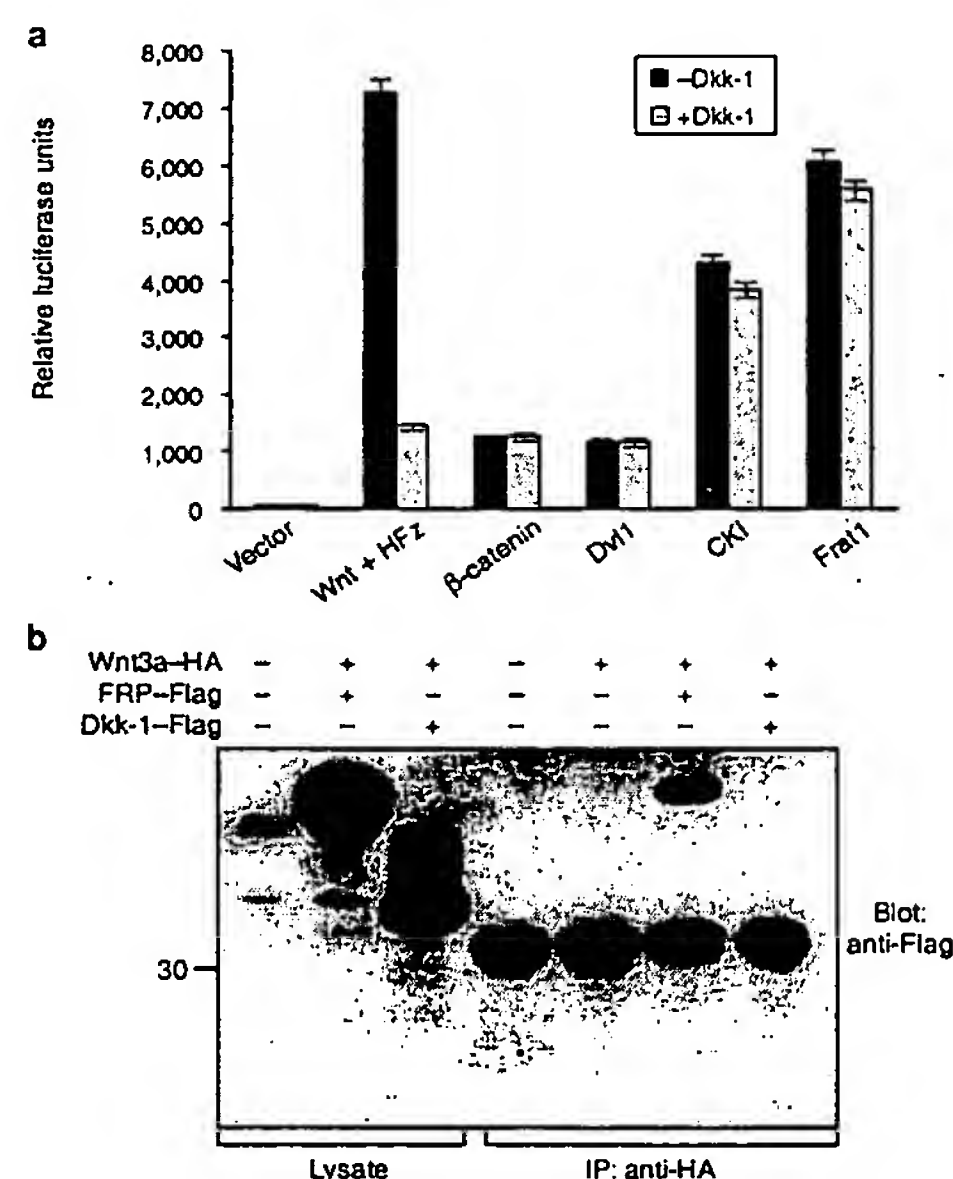 a
Relative luciferase units
8,000
7,000
6,000
5,000
4,000
3,000
2,000
1,000
0
–Dkk-1
+Dkk-1
Vector
Wnt + HFz
β-catenin
Dvl1
CKI
Frat1
b
Wnt3a–HA – + + – + + +
FRP–Flag – + – – – + –
Dkk-1–Flag – – + – – – +
30
Blot:
anti-Flag
Lysate
IP: anti-HA